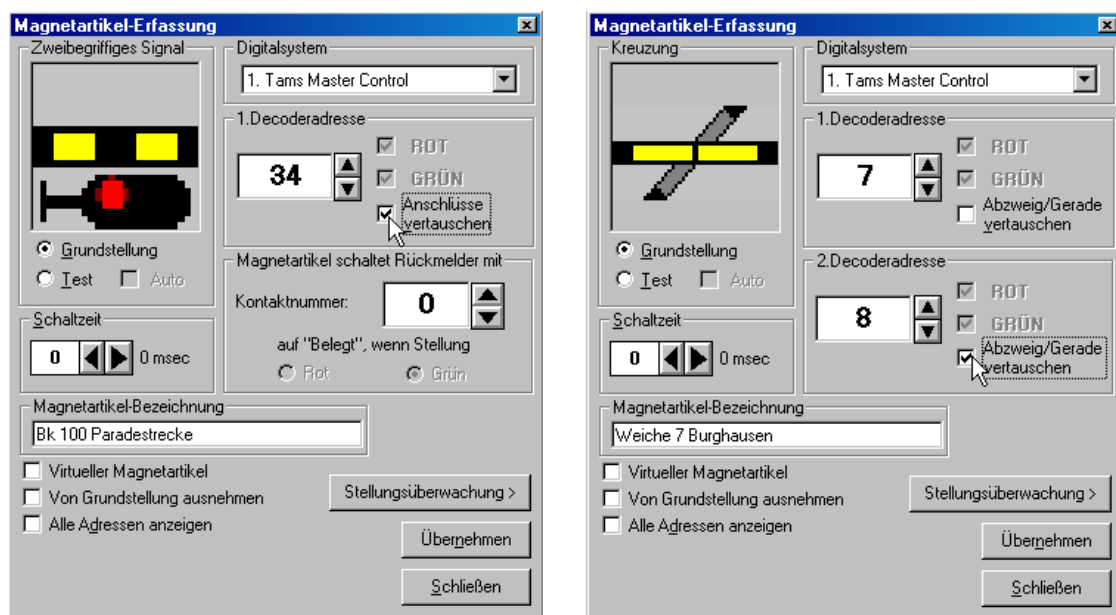 Magnetartikel-Erfassung
Zweibegriffiges Signal
Digitalsystem
1. Tams Master Control
1.Decoderadresse
34
ROT
GRÜN
Anschlüsse
vertauschen
Grundstellung
Test
Auto
Magnetartikel schaltet Rückmelder mit
Kontaktnummer:
0
auf "Belegt", wenn Stellung
Rot
Grün
Schaltzeit
0
0 msec
Magnetartikel-Bezeichnung
Bk 100 Paradestrecke
Virtueller Magnetartikel
Von Grundstellung ausnehmen
Alle Adressen anzeigen
Stellungsüberwachung >
Übernehmen
Schließen
Magnetartikel-Erfassung
Kreuzung
Digitalsystem
1. Tams Master Control
1.Decoderadresse
7
ROT
GRÜN
Abzweig/Gerade
vertauschen
Grundstellung
Test
Auto
2.Decoderadresse
8
ROT
GRÜN
Abzweig/Gerade
vertauschen
Schaltzeit
0
0 msec
Magnetartikel-Bezeichnung
Weiche 7 Burghausen
Virtueller Magnetartikel
Von Grundstellung ausnehmen
Alle Adressen anzeigen
Stellungsüberwachung >
Übernehmen
Schließen